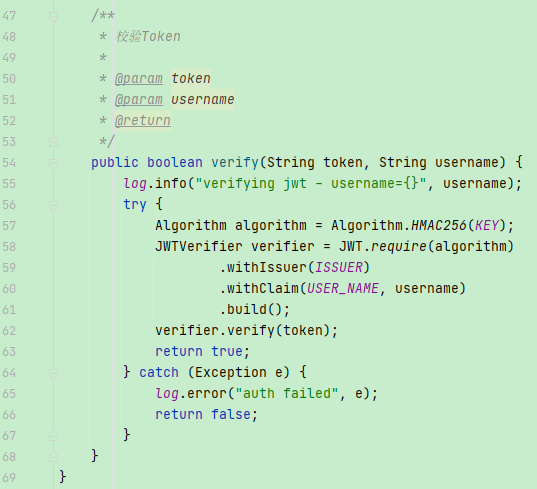 47 /**
48 * 校验Token
49 *
50 * @param token
51 * @param username
52 * @return
53 */
54 public boolean verify(String token, String username) {
55 log.info("verifying jwt - username={}", username);
56 try {
57 Algorithm algorithm = Algorithm.HMAC256(KEY);
58 JWTVerifier verifier = JWT.require(algorithm)
59 .withIssuer(ISSUER)
60 .withClaim(USER_NAME, username)
61 .build();
62 verifier.verify(token);
63 return true;
64 } catch (Exception e) {
65 log.error("auth failed", e);
66 return false;
67 }
68 }
69 }